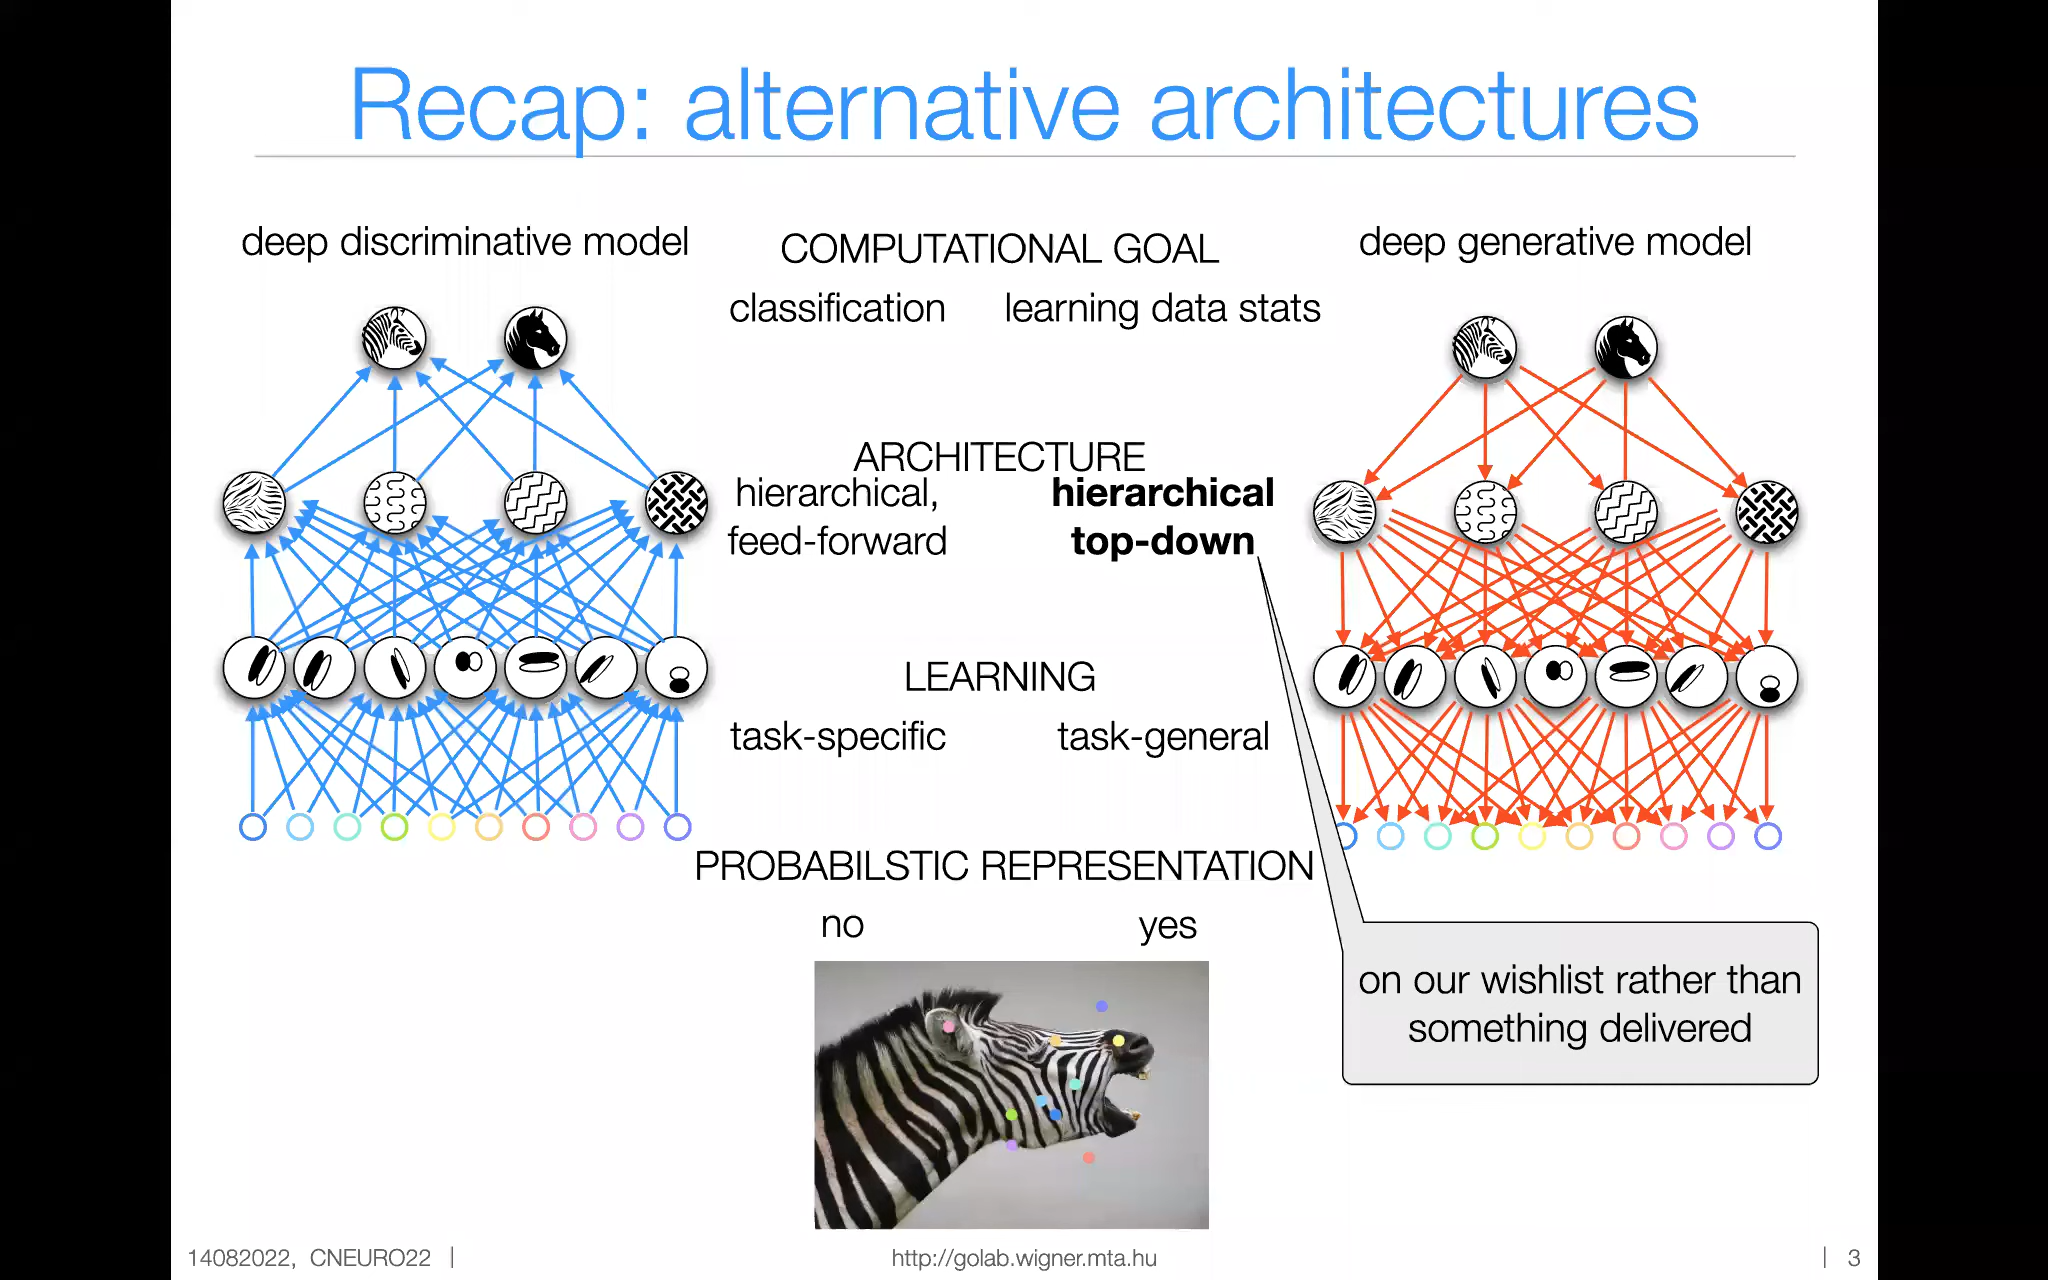 Recap: alternative architectures
deep discriminative model
COMPUTATIONAL GOAL
deep generative model
classification
learning data stats
ARCHITECTURE
hierarchical,
feed-forward
hierarchical
top-down
LEARNING
task-specific
task-general
PROBABILSTIC REPRESENTATION
no
yes
on our wishlist rather than
something delivered
14082022, CNEURO22 |
http://golab.wigner.mta.hu
| 3